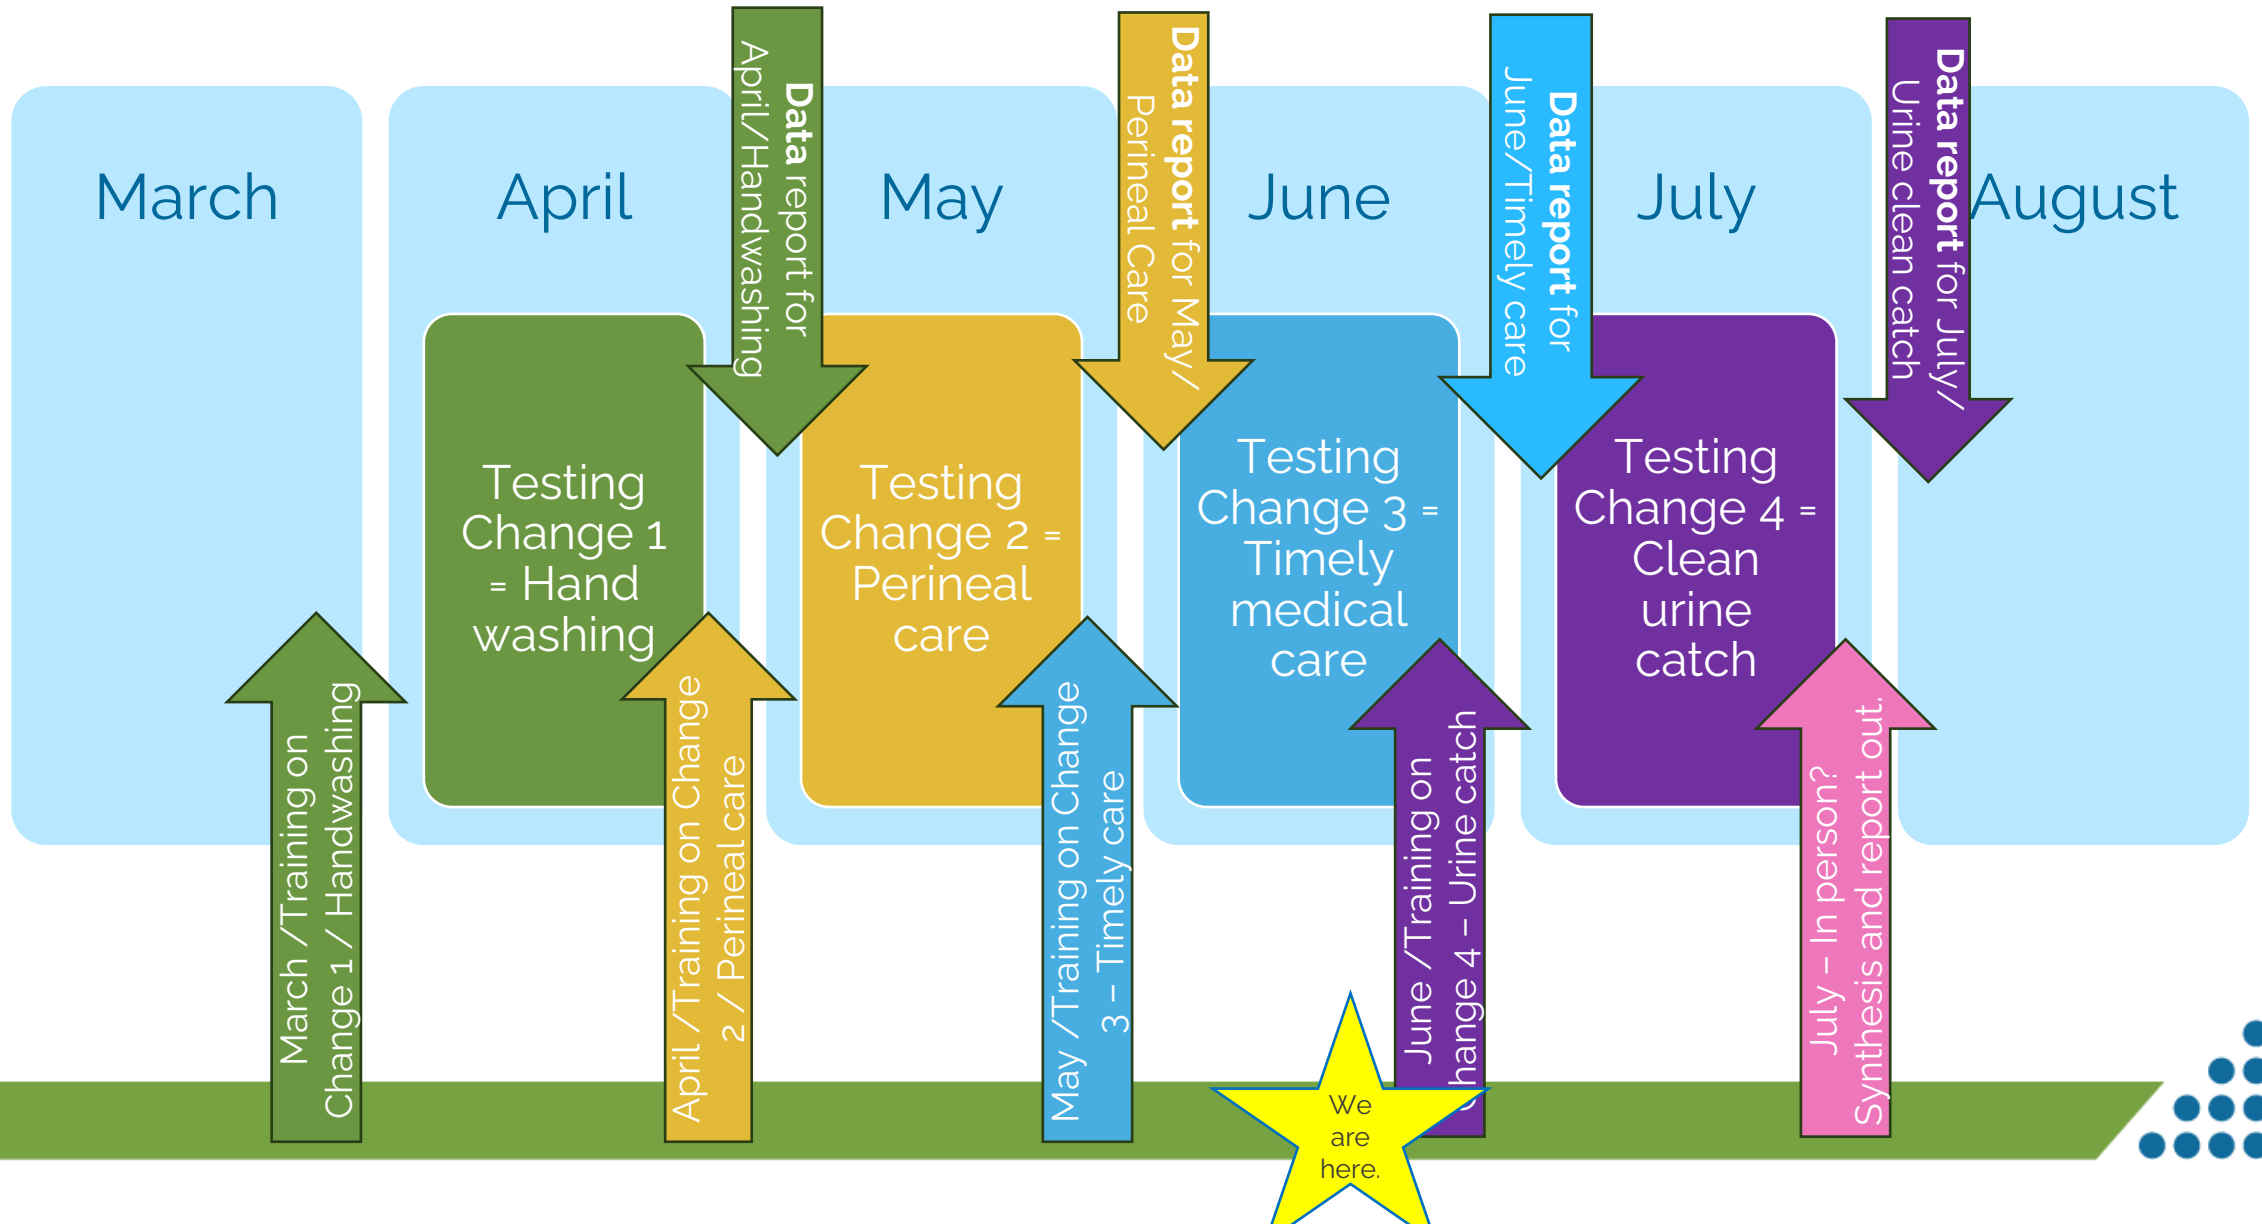 March
April
May
June
July
August
Data report for
April/Handwashing
Data report for May/
Perineal Care
Data report for
June/Timely care
Data report for July/
Urine clean catch
Testing
Change 1
= Hand
washing
Testing
Change 2 =
Perineal
care
Testing
Change 3 =
Timely
medical
care
Testing
Change 4 =
Clean
urine
catch
March /Training on
Change 1 / Handwashing
April /Training on Change
2 / Perineal care
May /Training on Change
3 – Timely care
June /Training on
Change 4 – Urine catch
July – In person?
Synthesis and report out.
We
are
here.